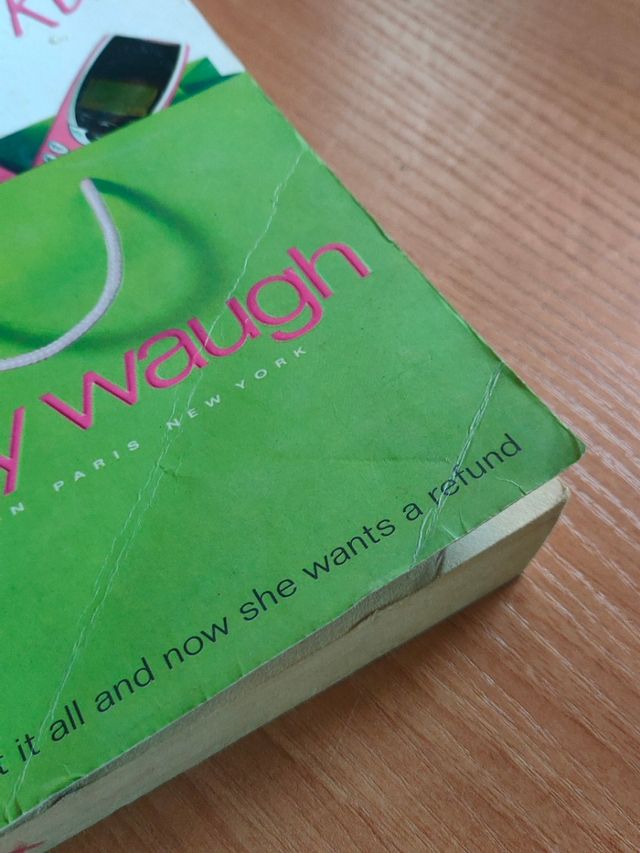 y waugh
PARIS NEW YORK
it all and now she wants a refund